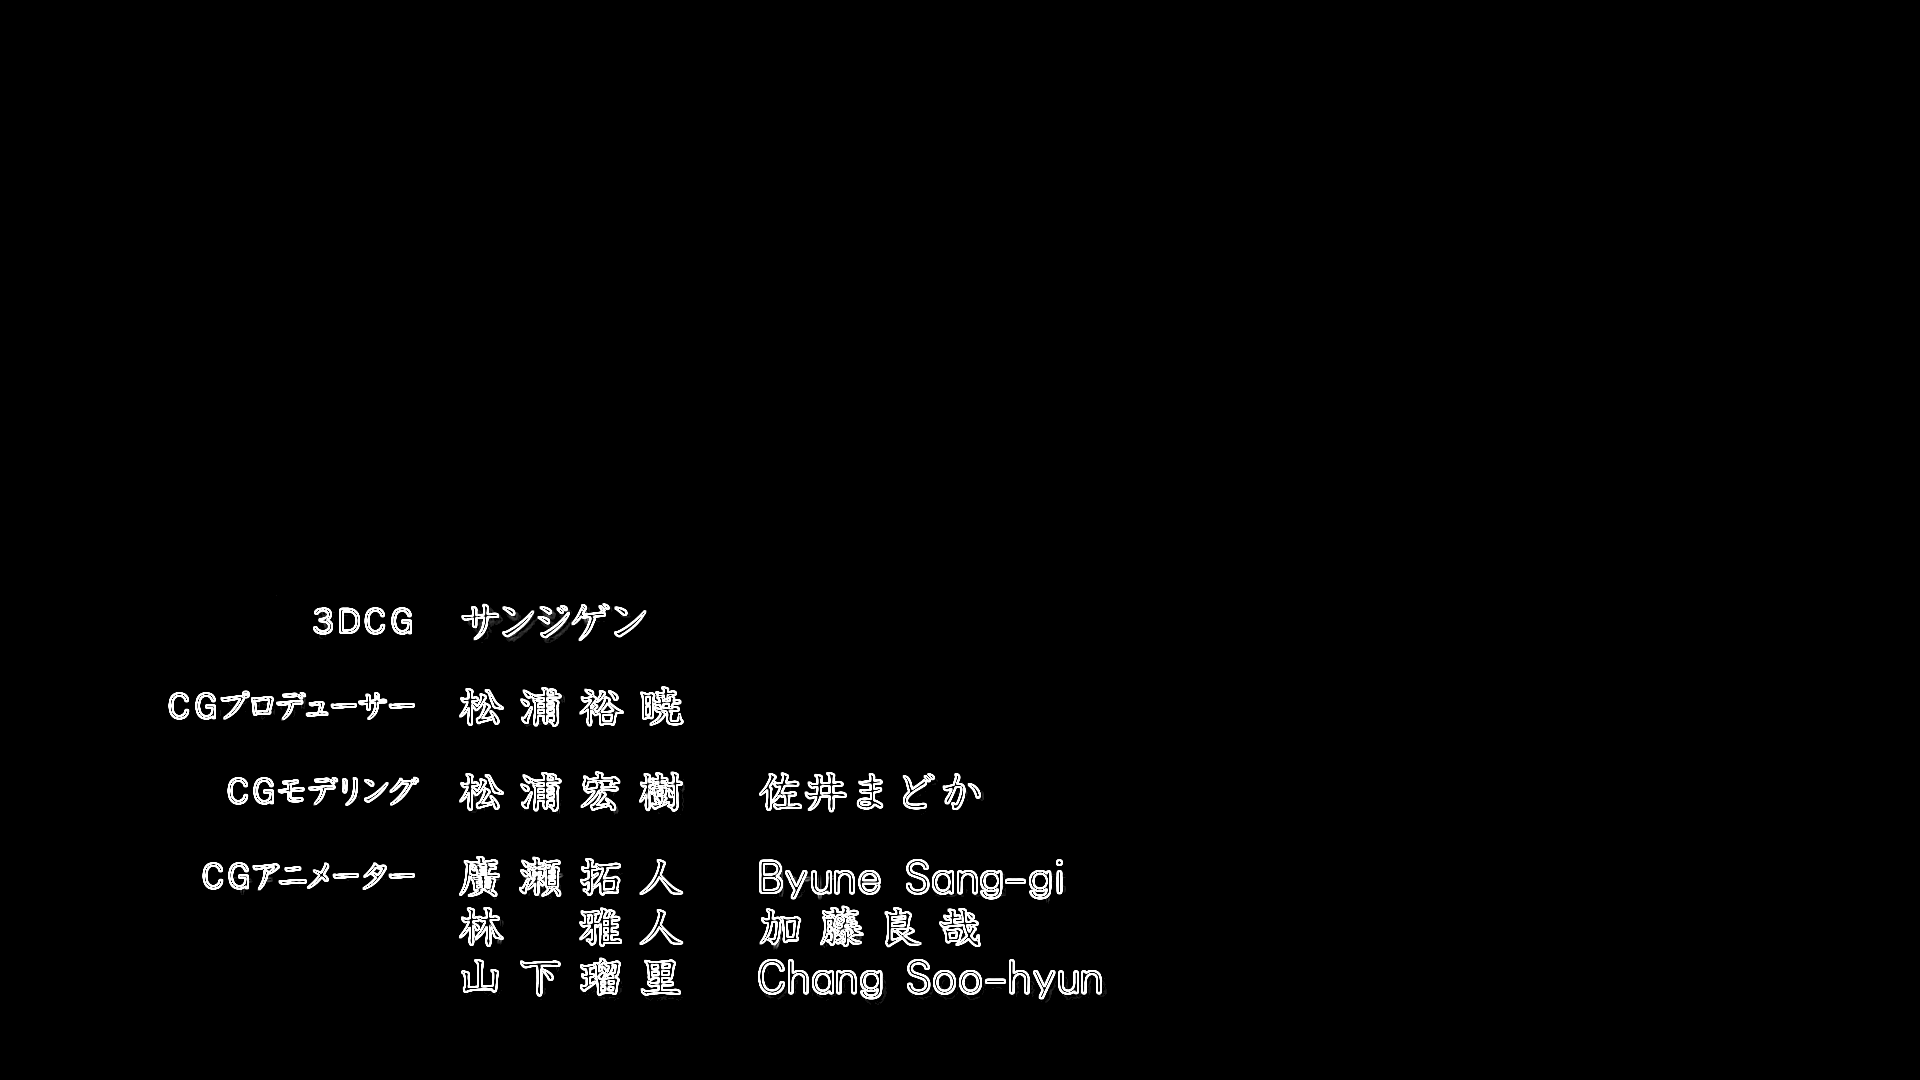 3DCG サンジゲン
CGプロデューサー 松浦裕暁
CGモデリング 松浦宏樹 佐井まどか
CGアニメーター 廣瀬拓人 Byune Sang-gi
林 雅人 加藤良哉
山下瑠里 Chang Soo-hyun